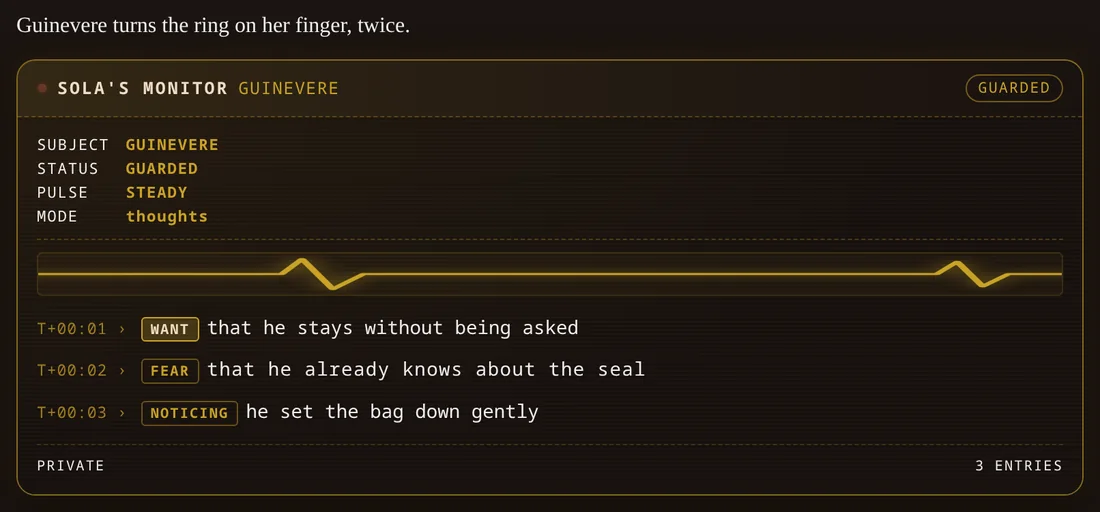 Guinevere turns the ring on her finger, twice.
SOLA'S MONITOR GUINEVERE GUARDED
SUBJECT GUINEVERE
STATUS GUARDED
PULSE STEADY
MODE thoughts
T+00:01 › WANT that he stays without being asked
T+00:02 › FEAR that he already knows about the seal
T+00:03 › NOTICING he set the bag down gently
PRIVATE 3 ENTRIES